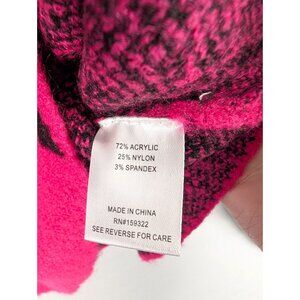 72% ACRYLIC
25% NYLON
3% SPANDEX
MADE IN CHINA
RN#159322
SEE REVERSE FOR CARE